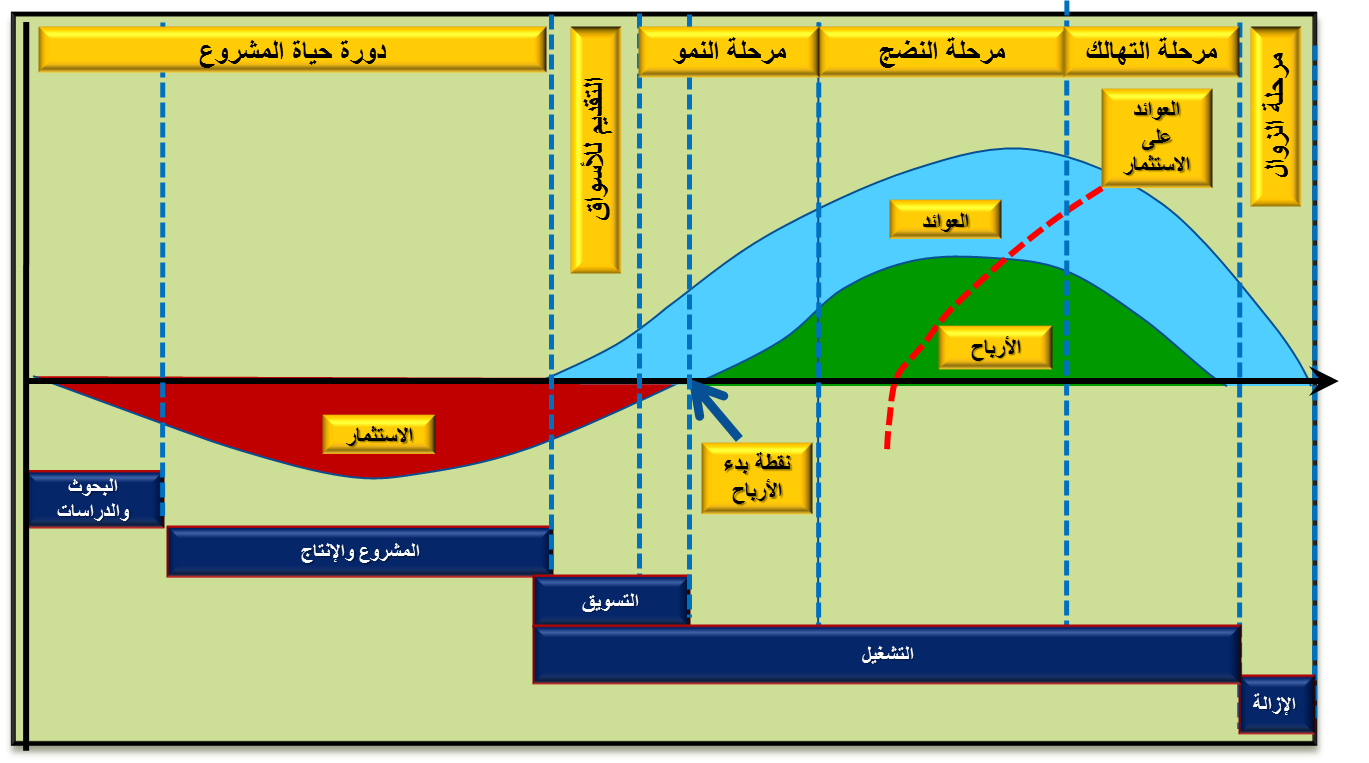 دورة حياة المشروع
التقديم للأسواق
مرحلة النمو
مرحلة النضج
مرحلة التهالك
مرحلة الزوال
العوائد
على
الاستثمار
العوائد
الأرباح
الاستثمار
نقطة بدء
الأرباح
البحوث
والدراسات
المشروع والإنتاج
التسويق
التشغيل
الإزالة